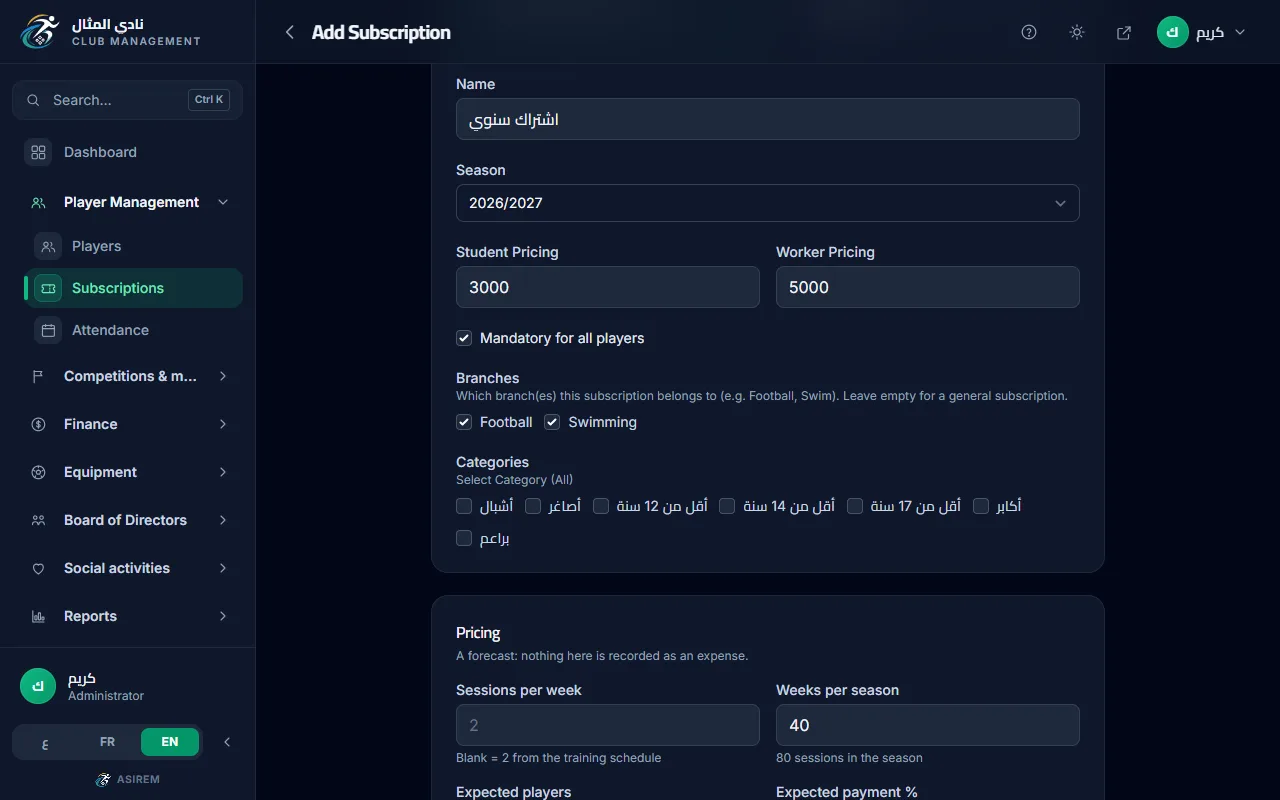 نادي المثال
CLUB MANAGEMENT
Add Subscription
ك
كريم
Search...
Ctrl K
Dashboard
Player Management
Players
Subscriptions
Attendance
Competitions & m...
Finance
Equipment
Board of Directors
Social activities
Reports
ك
كريم
Administrator
ع
FR
EN
ASIREM
Name
اشتراك سنوي
Season
2026/2027
Student Pricing
Worker Pricing
3000
5000
Mandatory for all players
Branches
Which branch(es) this subscription belongs to (e.g. Football, Swim). Leave empty for a general subscription.
Football
Swimming
Categories
Select Category (All)
أشبال
أصاغر
أقل من 12 سنة
أقل من 14 سنة
أقل من 17 سنة
أكابر
براعم
Pricing
A forecast: nothing here is recorded as an expense.
Sessions per week
Weeks per season
2
40
Blank = 2 from the training schedule
80 sessions in the season
Expected players
Expected payment %